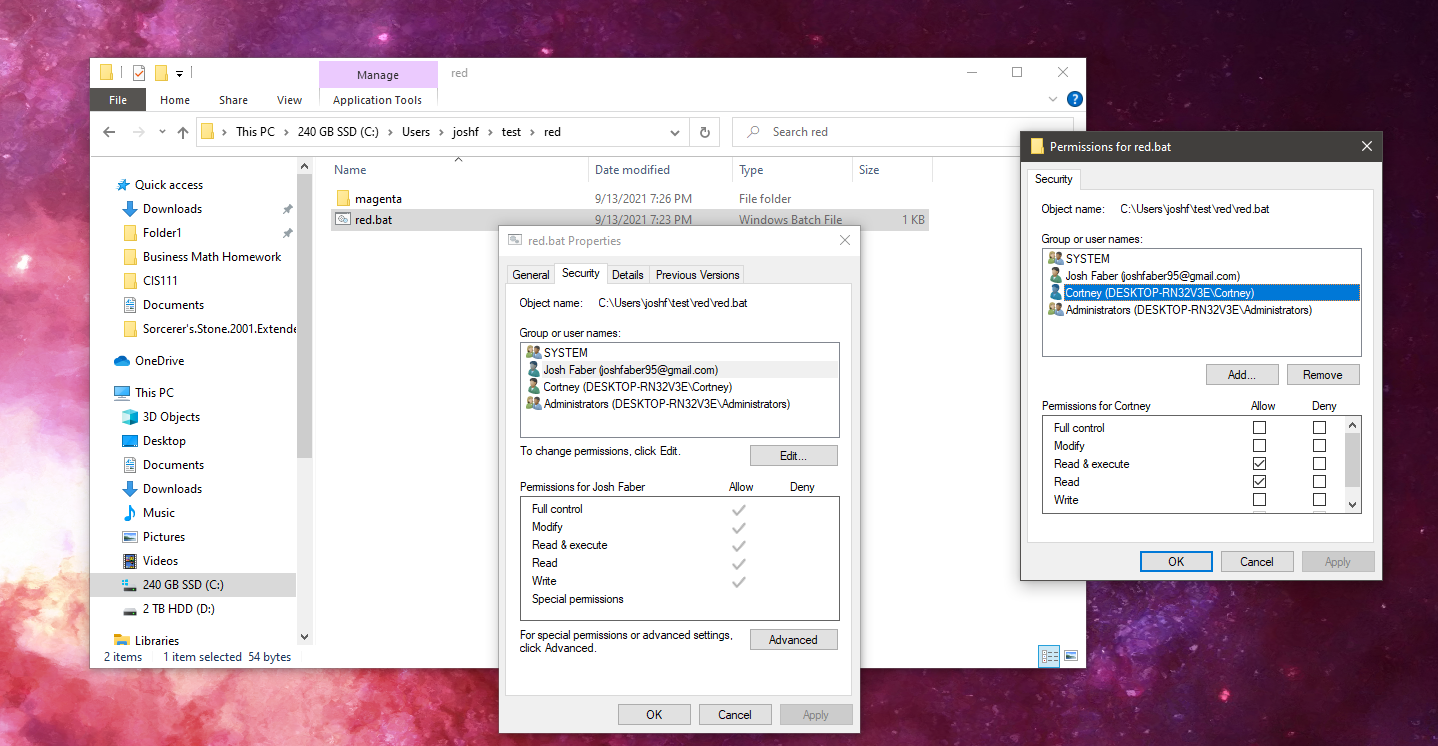 Manage
red
File
Home
Share
View
Application Tools
?
This PC
240 GB SSD (C:)
Users
joshf
test
red
Search red
Quick access
Downloads
Folder1
Business Math Homework
CIS111
Documents
Sorcerer's.Stone.2001.Extende
OneDrive
This PC
3D Objects
Desktop
Documents
Downloads
Music
Pictures
Videos
240 GB SSD (C:)
2 TB HDD (D:)
Libraries
2 items
1 item selected 54 bytes
Name
Date modified
Type
Size
magenta
9/13/2021 7:26 PM
File folder
red.bat
9/13/2021 7:23 PM
Windows Batch File
1 KB
red.bat Properties
General
Security
Details
Previous Versions
Object name: C:\Users\joshf\test\red\red.bat
Group or user names:
SYSTEM
Josh Faber (joshfaber95@gmail.com)
Cortney (DESKTOP-RN32V3E\Cortney)
Administrators (DESKTOP-RN32V3E\Administrators)
To change permissions, click Edit.
Edit...
Permissions for Josh Faber
Allow
Deny
Full control
Modify
Read & execute
Read
Write
Special permissions
For special permissions or advanced settings,
click Advanced.
Advanced
OK
Cancel
Apply
Permissions for red.bat
Security
Object name: C:\Users\joshf\test\red\red.bat
Group or user names:
SYSTEM
Josh Faber (joshfaber95@gmail.com)
Cortney (DESKTOP-RN32V3E\Cortney)
Administrators (DESKTOP-RN32V3E\Administrators)
Add...
Remove
Permissions for Cortney
Allow
Deny
Full control
Modify
Read & execute
Read
Write
OK
Cancel
Apply